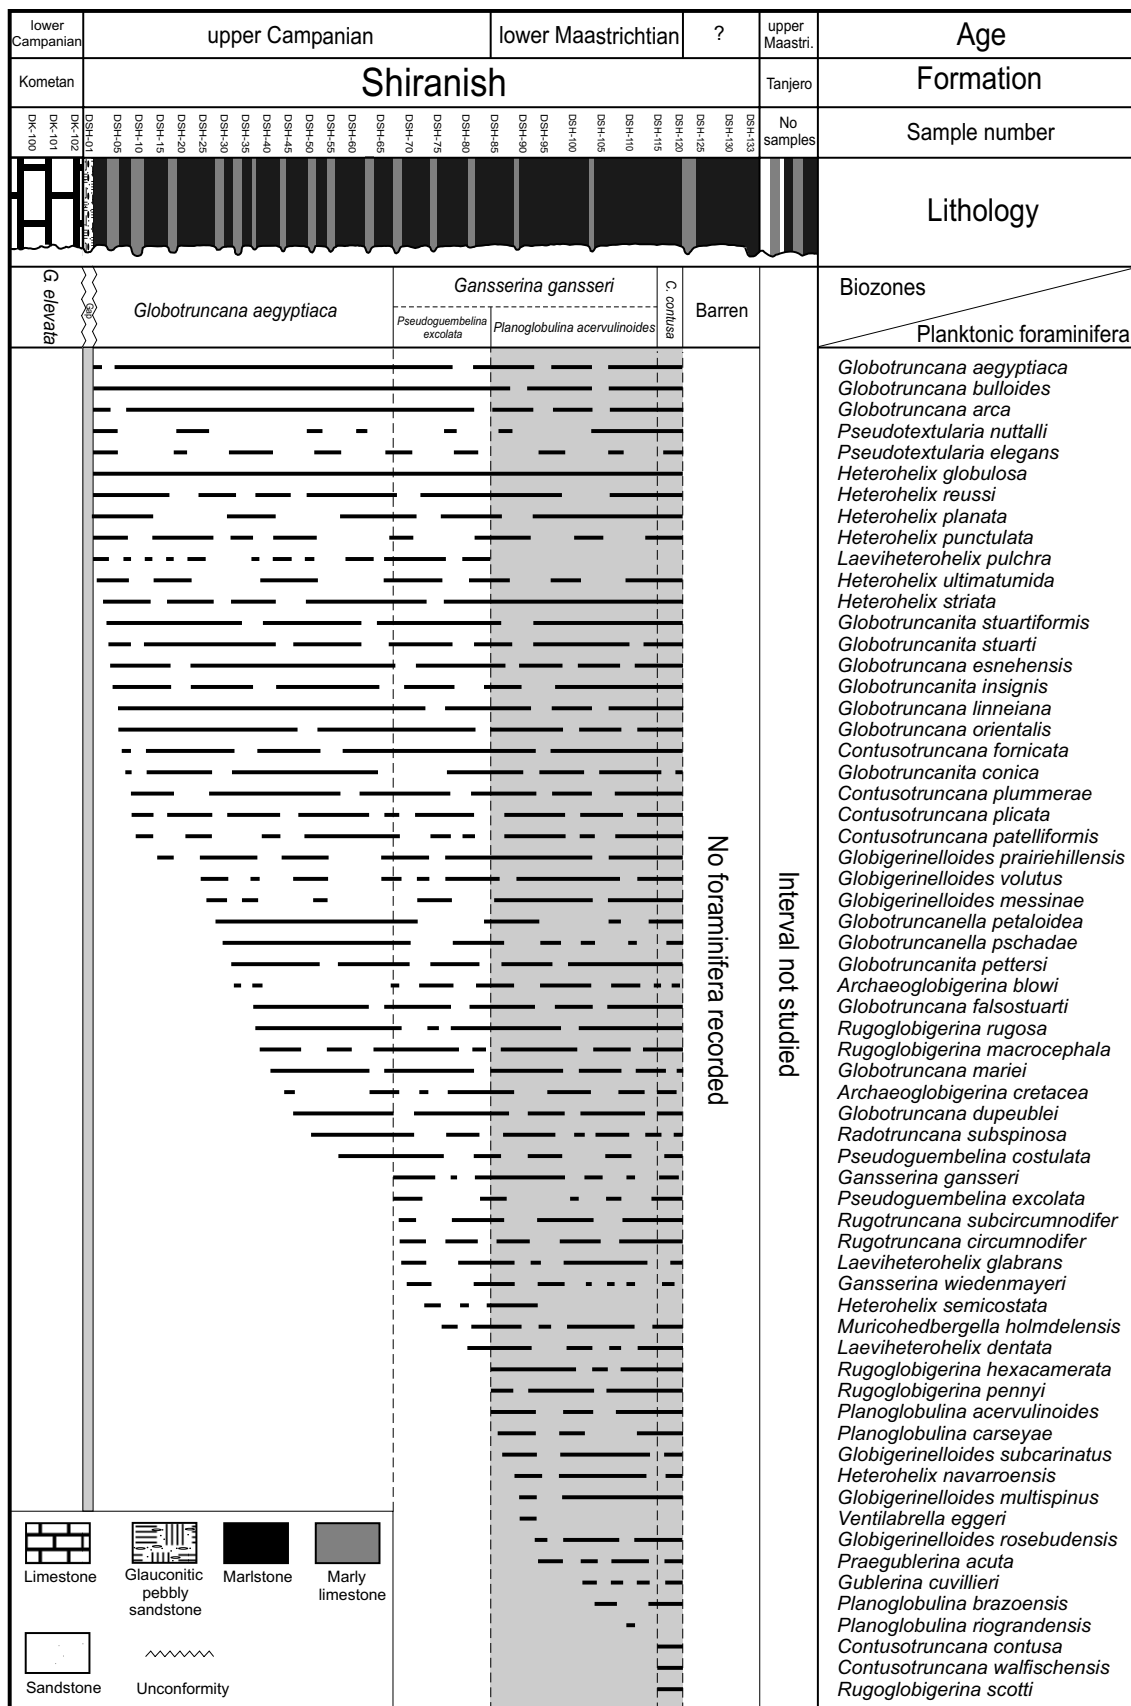 lower
Campanian
upper Campanian
lower Maastrichtian
?
upper
Maastri.
Age
Kometan
Shiranish
Tanjero
Formation
DK-100
DK-101
DK-102
DSH-01
DSH-05
DSH-10
DSH-15
DSH-20
DSH-25
DSH-30
DSH-35
DSH-40
DSH-45
DSH-50
DSH-55
DSH-60
DSH-65
DSH-70
DSH-75
DSH-80
DSH-85
DSH-90
DSH-95
DSH-100
DSH-105
DSH-110
DSH-115
DSH-120
DSH-125
DSH-130
DSH-133
No
samples
Sample number
Lithology
G. elevata
Gap
Globotruncana aegyptiaca
Gansserina gansseri
Pseudoguembelina
excolata
Planoglobulina acervulinoides
C. contusa
Barren
Biozones
Planktonic foraminifera
Globotruncana aegyptiaca
Globotruncana bulloides
Globotruncana arca
Pseudotextularia nuttalli
Pseudotextularia elegans
Heterohelix globulosa
Heterohelix reussi
Heterohelix planata
Heterohelix punctulata
Laeviheterohelix pulchra
Heterohelix ultimatumida
Heterohelix striata
Globotruncanita stuartiformis
Globotruncanita stuarti
Globotruncana esnehensis
Globotruncanita insignis
Globotruncana linneiana
Globotruncana orientalis
Contusotruncana fornicata
Globotruncanita conica
Contusotruncana plummerae
Contusotruncana plicata
Contusotruncana patelliformis
Globigerinelloides prairiehillensis
Globigerinelloides volutus
Globigerinelloides messinae
Globotruncanella petaloidea
Globotruncanella pschadae
Globotruncanita pettersi
Archaeoglobigerina blowi
Globotruncana falsostuarti
Rugoglobigerina rugosa
Rugoglobigerina macrocephala
Globotruncana mariei
Archaeoglobigerina cretacea
Globotruncana dupeublei
Radotruncana subspinosa
Pseudoguembelina costulata
Gansserina gansseri
Pseudoguembelina excolata
Rugotruncana subcircumnodifer
Rugotruncana circumnodifer
Laeviheterohelix glabrans
Gansserina wiedenmayeri
Heterohelix semicostata
Muricohedbergella holmdelensis
Laeviheterohelix dentata
Rugoglobigerina hexacamerata
Rugoglobigerina pennyi
Planoglobulina acervulinoides
Planoglobulina carseyae
Globigerinelloides subcarinatus
Heterohelix navarroensis
Globigerinelloides multispinus
Ventilabrella eggeri
Globigerinelloides rosebudensis
Praegublerina acuta
Gublerina cuvillieri
Planoglobulina brazoensis
Planoglobulina riograndensis
Contusotruncana contusa
Contusotruncana walfischensis
Rugoglobigerina scotti
No foraminifera recorded
Interval not studied
Limestone
Glauconitic
pebbly
sandstone
Marlstone
Marly
limestone
Sandstone
Unconformity